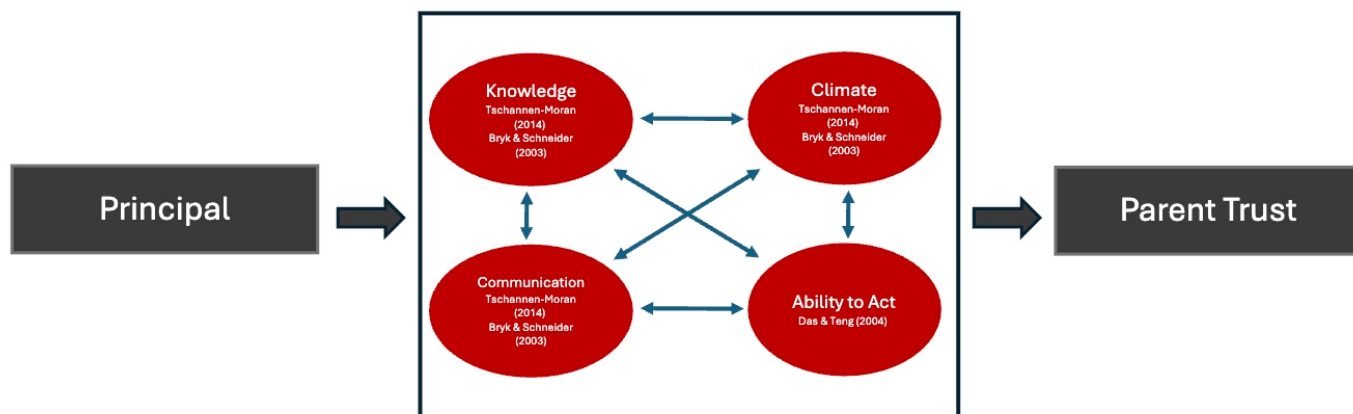 Principal
Knowledge
Tschannen-Moran
(2014)
Bryk & Schneider
(2003)
Climate
Tschannen-Moran
(2014)
Bryk & Schneider
(2003)
Communication
Tschannen-Moran
(2014)
Bryk & Schneider
(2003)
Ability to Act
Das & Teng (2004)
Parent Trust